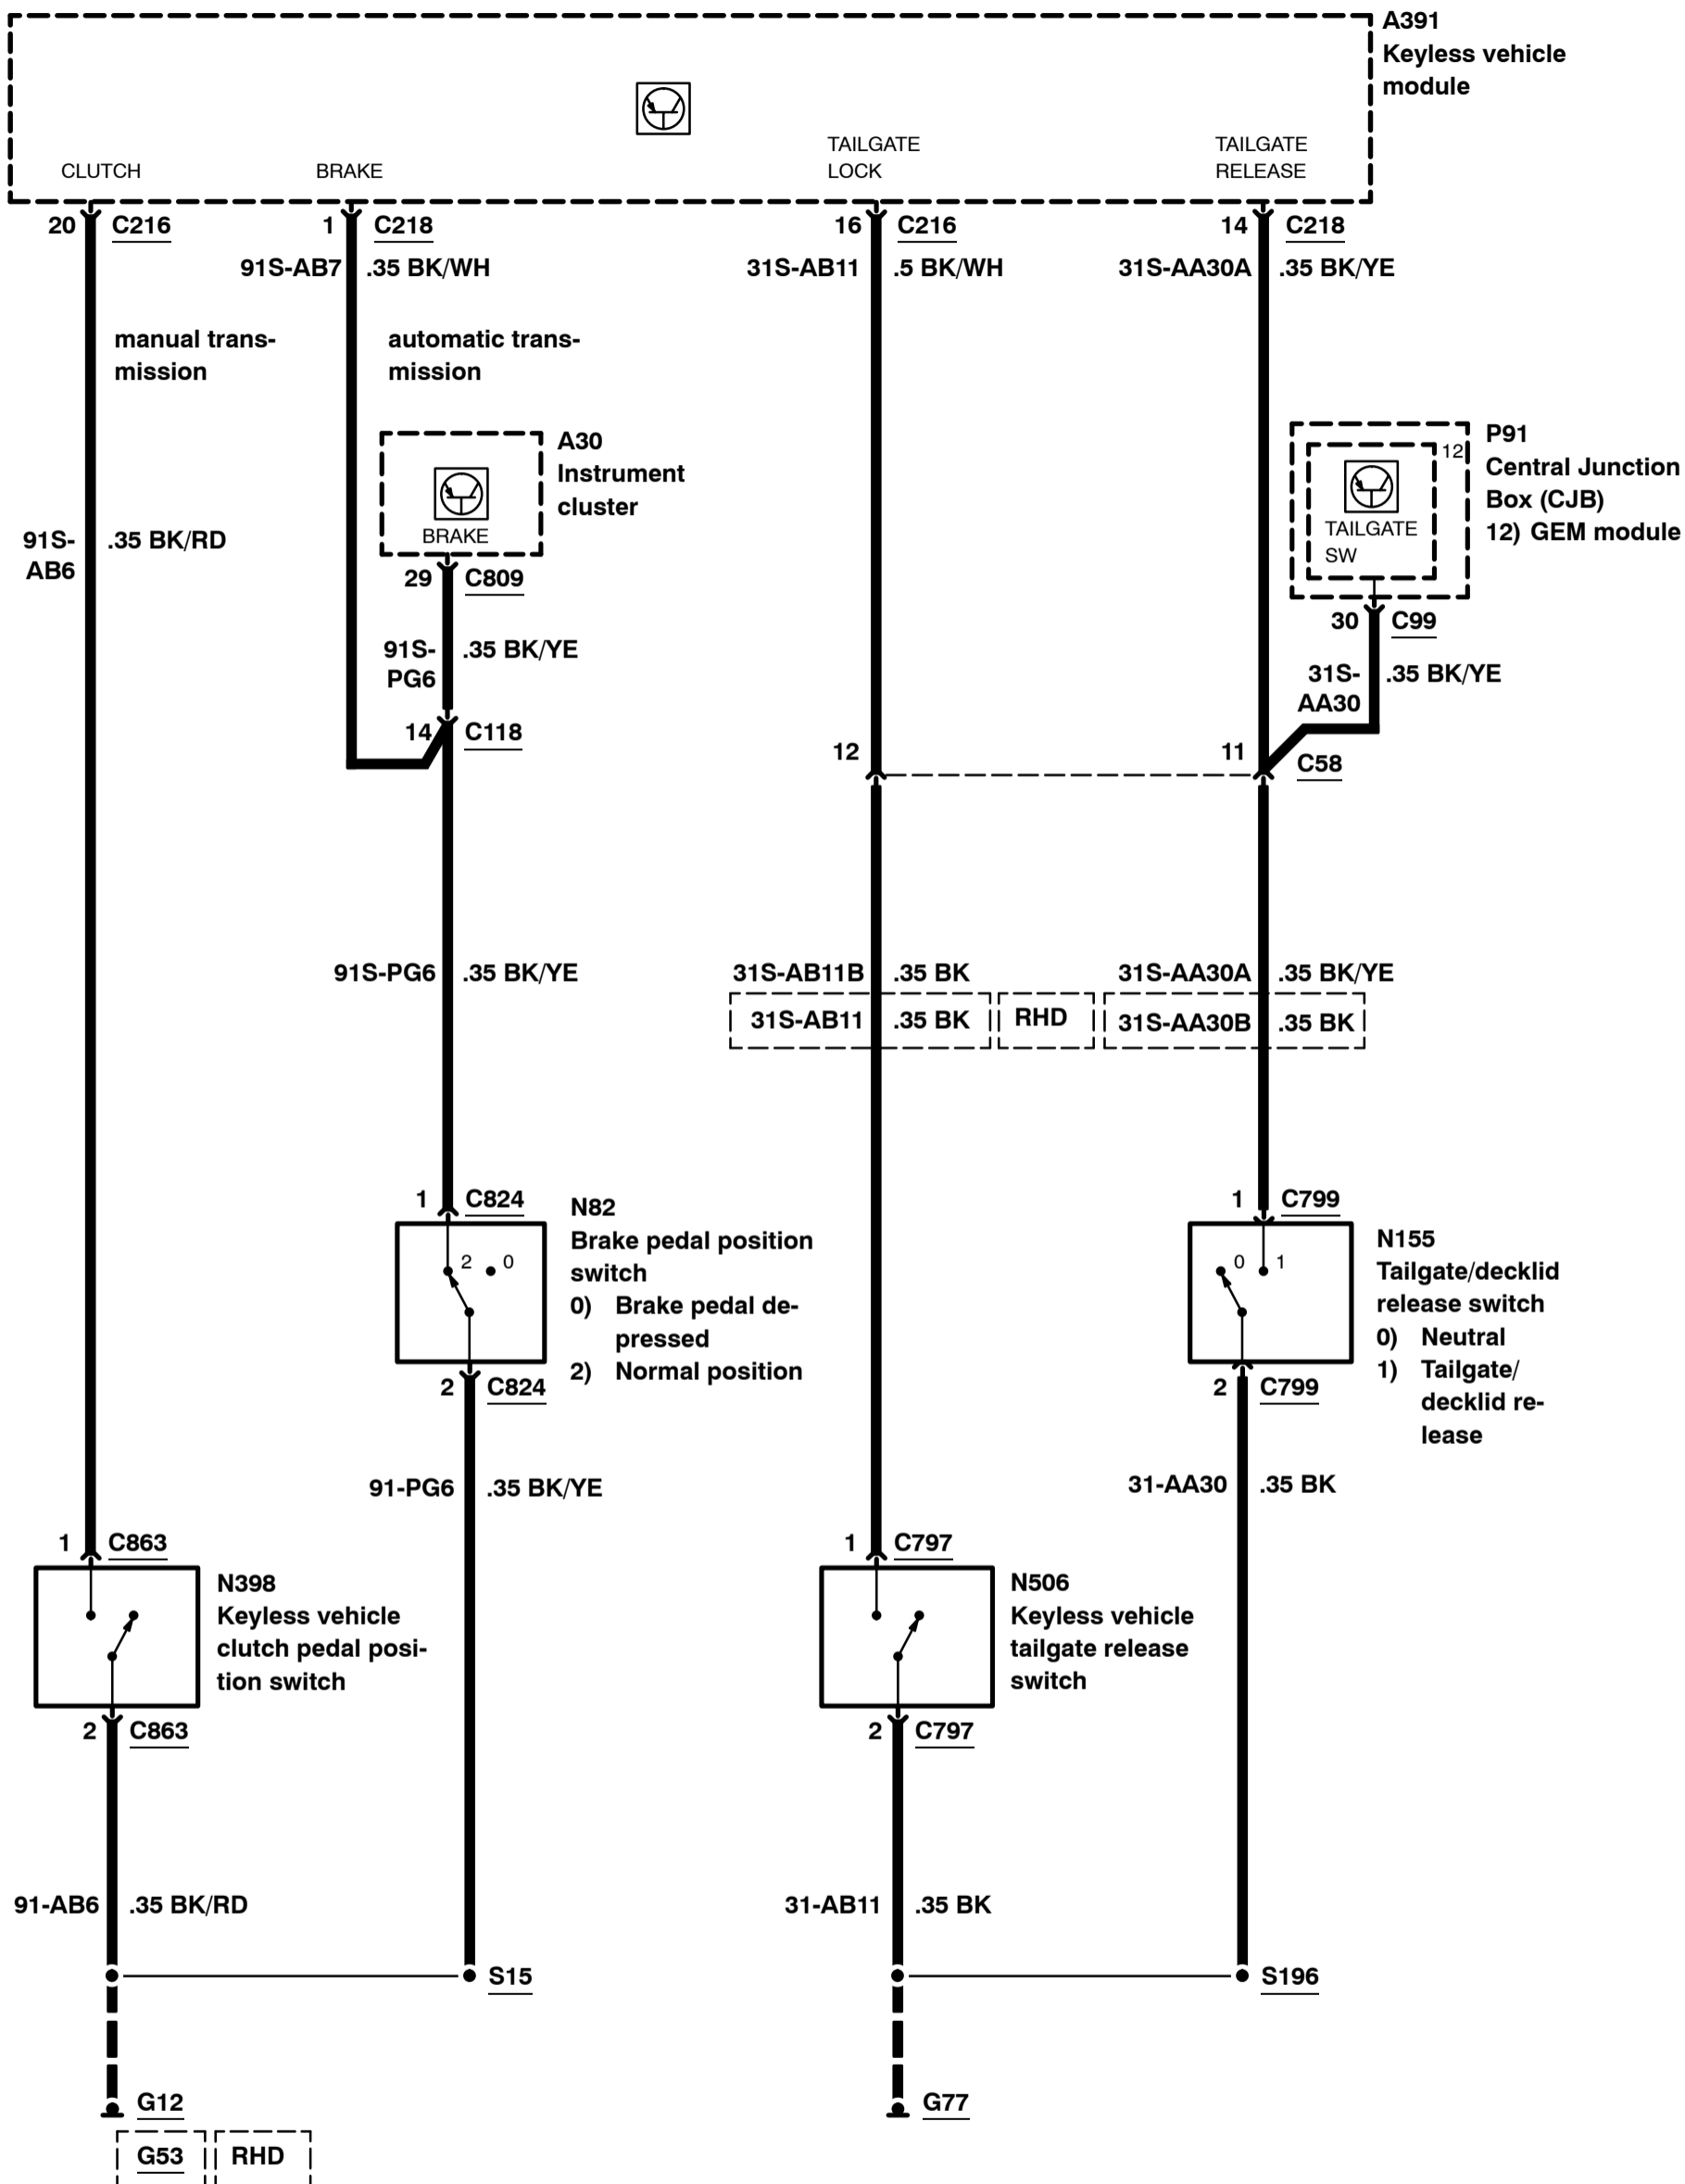 A391
Keyless vehicle
module
CLUTCH
BRAKE
TAILGATE
LOCK
TAILGATE
RELEASE
20 C216
1 C218
16 C216
14 C218
91S-AB7 .35 BK/WH
31S-AB11 .5 BK/WH
31S-AA30A .35 BK/YE
manual trans-
mission
automatic trans-
mission
A30
Instrument
cluster
BRAKE
P91
Central Junction
Box (CJB)
12) GEM module
12
TAILGATE
SW
91S-
AB6
.35 BK/RD
29 C809
30 C99
91S-
PG6
.35 BK/YE
31S-
AA30
.35 BK/YE
14 C118
12
11
C58
91S-PG6 .35 BK/YE
31S-AB11B .35 BK
31S-AA30A .35 BK/YE
31S-AB11 .35 BK
RHD
31S-AA30B .35 BK
1 C824
N82
Brake pedal position
switch
0) Brake pedal de-
pressed
2) Normal position
2 0
2 C824
1 C799
N155
Tailgate/decklid
release switch
0) Neutral
1) Tailgate/
decklid re-
lease
0 1
2 C799
91-PG6 .35 BK/YE
31-AA30 .35 BK
1 C863
N398
Keyless vehicle
clutch pedal posi-
tion switch
2 C863
1 C797
N506
Keyless vehicle
tailgate release
switch
2 C797
91-AB6 .35 BK/RD
31-AB11 .35 BK
S15
S196
G12
G77
G53
RHD